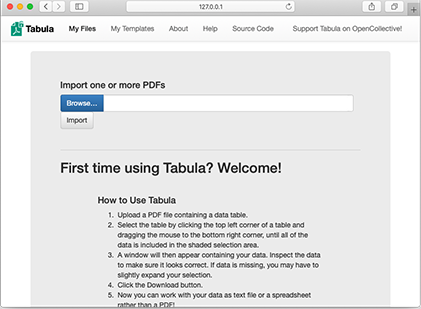 127.0.0.1
Tabula My Files My Templates About Help Source Code Support Tabula on OpenCollective!
Import one or more PDFs
Browse...
Import
First time using Tabula? Welcome!
How to Use Tabula
1. Upload a PDF file containing a data table.
2. Select the table by clicking the top left corner of a table and
dragging the mouse to the bottom right corner, until all of the
data is included in the shaded selection area.
3. A window will then appear containing your data. Inspect the data
to make sure it looks correct. If data is missing, you may have to
slightly expand your selection.
4. Click the Download button.
5. Now you can work with your data as text file or a spreadsheet
rather than a PDF!